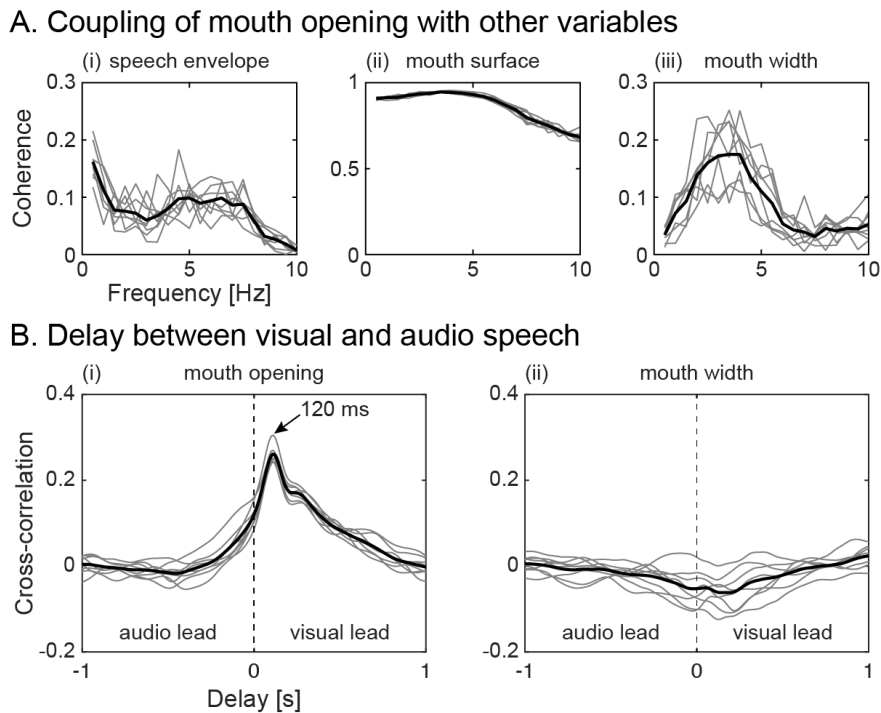 A. Coupling of mouth opening with other variables
(i) speech envelope
(ii) mouth surface
(iii) mouth width
0.3
0.2
0.1
0
1
0.5
0
0.3
0.2
0.1
0
Coherence
0 5 10
0 5 10
0 5 10
Frequency [Hz]
B. Delay between visual and audio speech
(i) mouth opening
(ii) mouth width
0.4
0.2
0
-0.2
0.4
0.2
0
-0.2
Cross-correlation
120 ms
audio lead
visual lead
audio lead
visual lead
-1 0 1
-1 0 1
Delay [s]